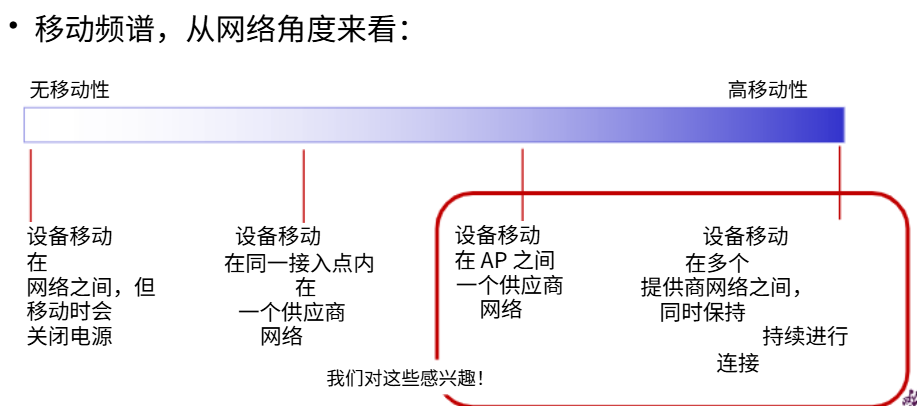 • 移动频谱，从网络角度来看：
无移动性
高移动性
设备移动
在
网络之间，但
移动时会
关闭电源
设备移动
在同一接入点内
在
一个供应商
网络
设备移动
在 AP 之间
一个供应商
网络
设备移动
在多个
提供商网络之间，
同时保持
持续进行
连接
我们对这些感兴趣！